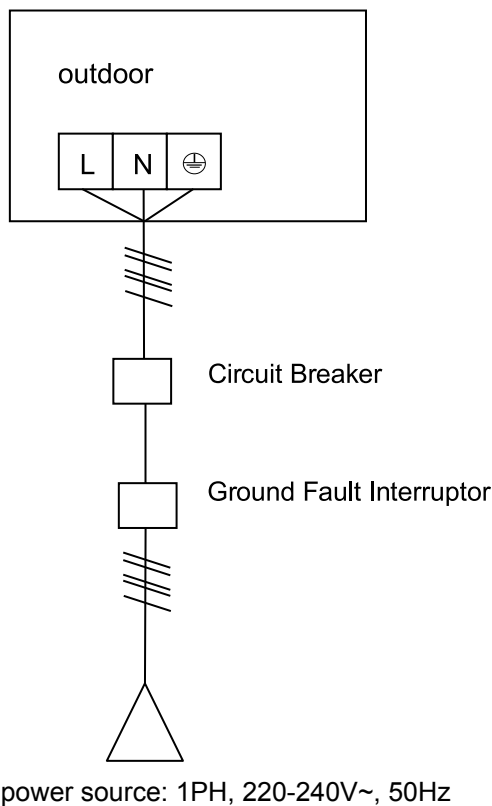 outdoor
L N ⏚
Circuit Breaker
Ground Fault Interruptor
power source: 1PH, 220-240V~, 50Hz